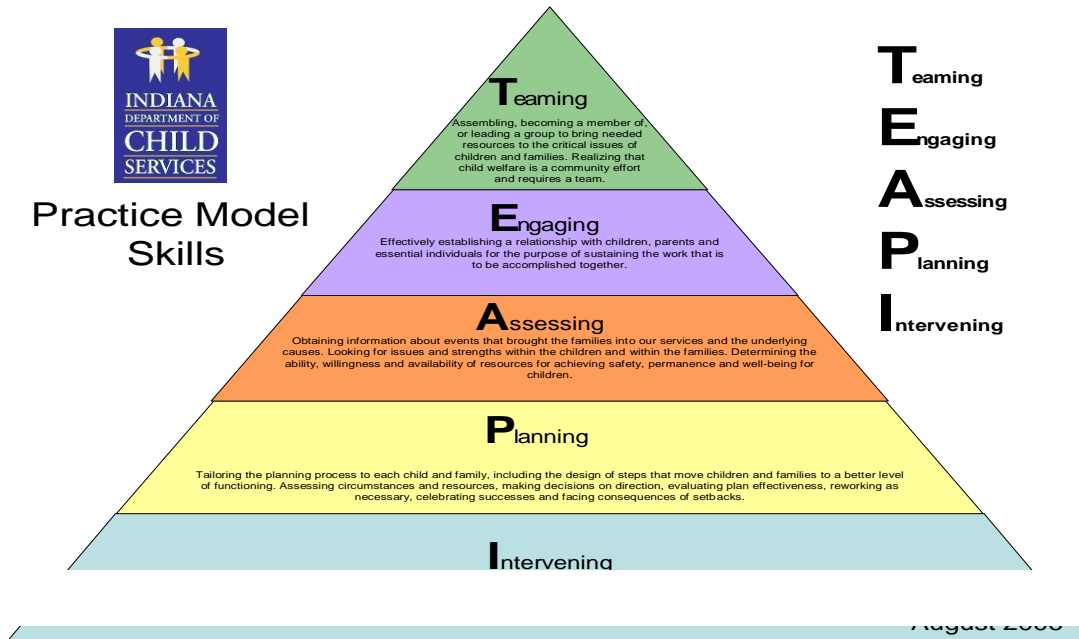 INDIANA
DEPARTMENT OF
CHILD
SERVICES
Practice Model
Skills
Teaming
Assembling, becoming a member of,
or leading a group to bring needed
resources to the critical issues of
children and families. Realizing that
child welfare is a community effort
and requires a team.
Engaging
Effectively establishing a relationship with children, parents and
essential individuals for the purpose of sustaining the work that is
to be accomplished together.
Assessing
Obtaining information about events that brought the families into our services and the underlying
causes. Looking for issues and strengths within the children and within the families. Determining the
ability, willingness and availability of resources for achieving safety, permanence and well-being for
children.
Planning
Tailoring the planning process to each child and family, including the design of steps that move children and families to a better level
of functioning. Assessing circumstances and resources, making decisions on direction, evaluating plan effectiveness, reworking as
necessary, celebrating successes and facing consequences of setbacks.
Intervening
Teaming
Engaging
Assessing
Planning
Intervening
August